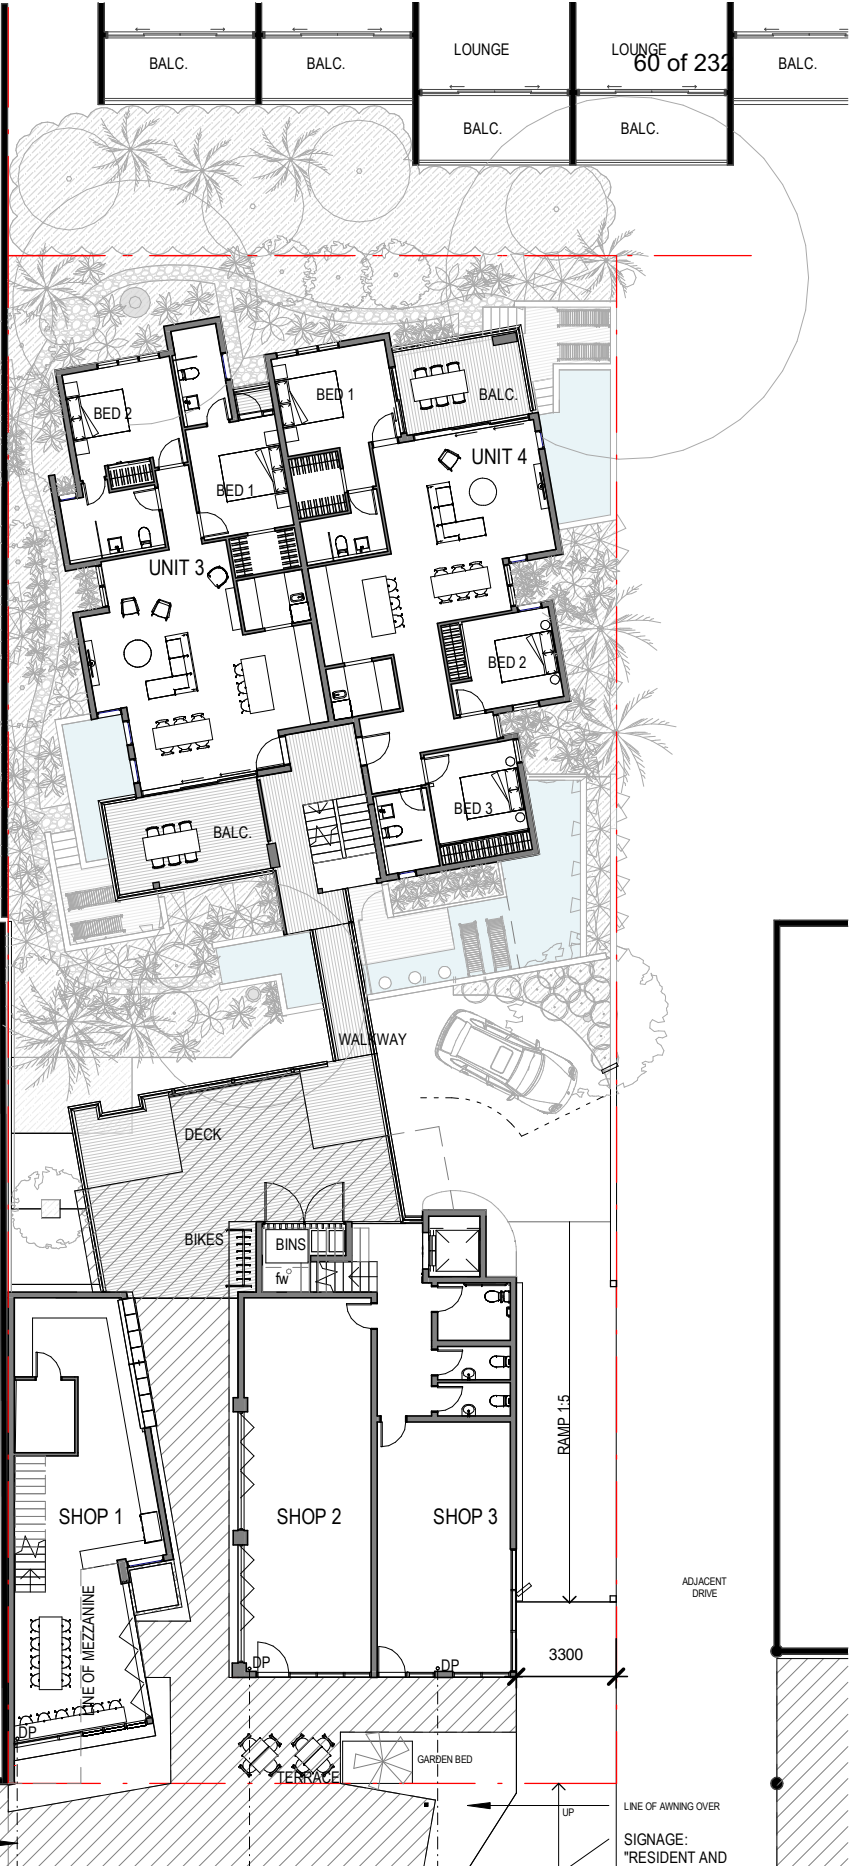 LOUNGE
LOUNGE
60 of 232
BALC.
BALC.
BALC.
BALC.
BALC.
BED 1
BED 2
BALC.
UNIT 4
BED 1
UNIT 3
BED 2
BED 3
BALC.
WALKWAY
DECK
BIKES
BINS
fw
RAMP 1:5
SHOP 1
SHOP 2
SHOP 3
ADJACENT
DRIVE
LINE OF MEZZANINE
3300
DP
DP
DP
GARDEN BED
TERRACE
UP
LINE OF AWNING OVER
SIGNAGE:
"RESIDENT AND